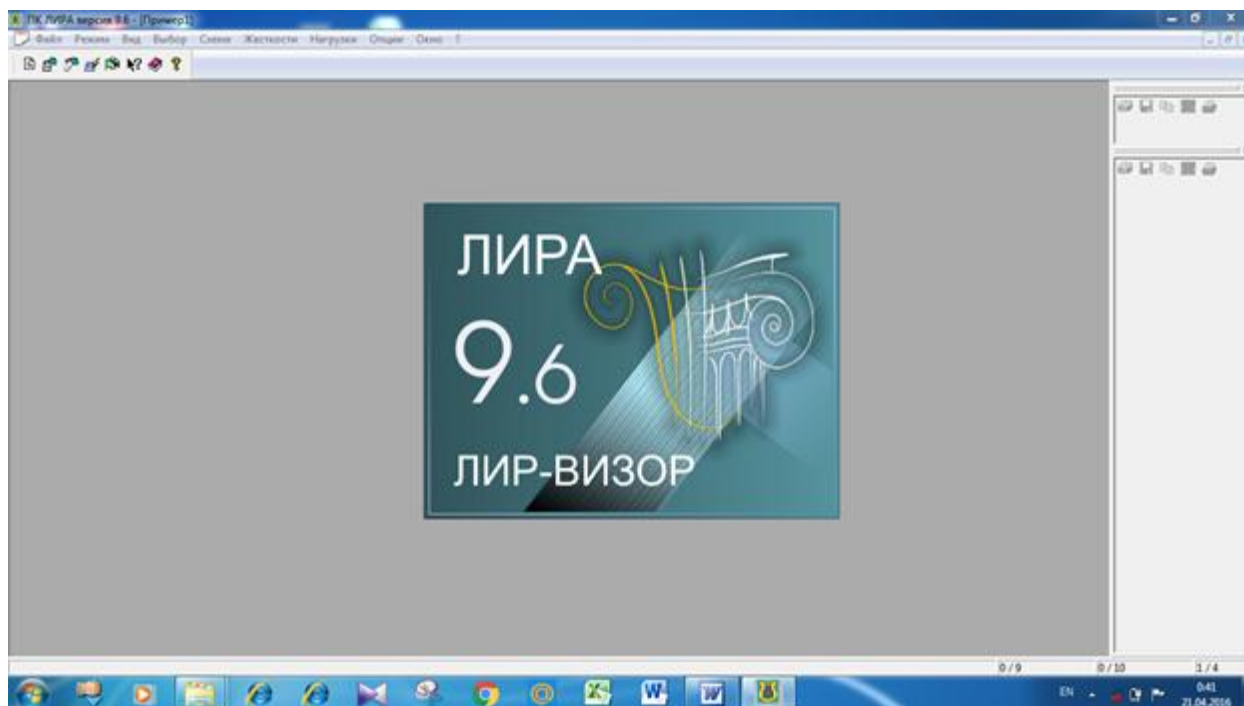 ПК ЛИРА версия 9.6 - [Пример1]
Файл Режим Вид Выбор Схема Жесткости Нагрузки Опции Окно ?
ЛИРА
9.6
ЛИР-ВИЗОР
0 / 9 0 / 10 1 / 4
EN 0:41
21.04.2016